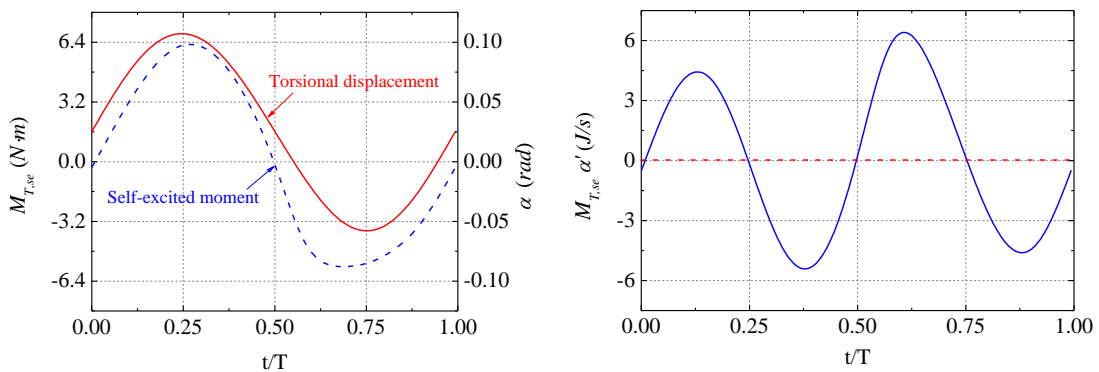 6.4
3.2
0.0
-3.2
-6.4
M_{T,se} (N·m)
0.10
0.05
0.00
-0.05
-0.10
α (rad)
Torsional displacement
Self-excited moment
0.00 0.25 0.50 0.75 1.00
t/T
6
3
0
-3
-6
M_{T,se} α' (J/s)
0.00 0.25 0.50 0.75 1.00
t/T